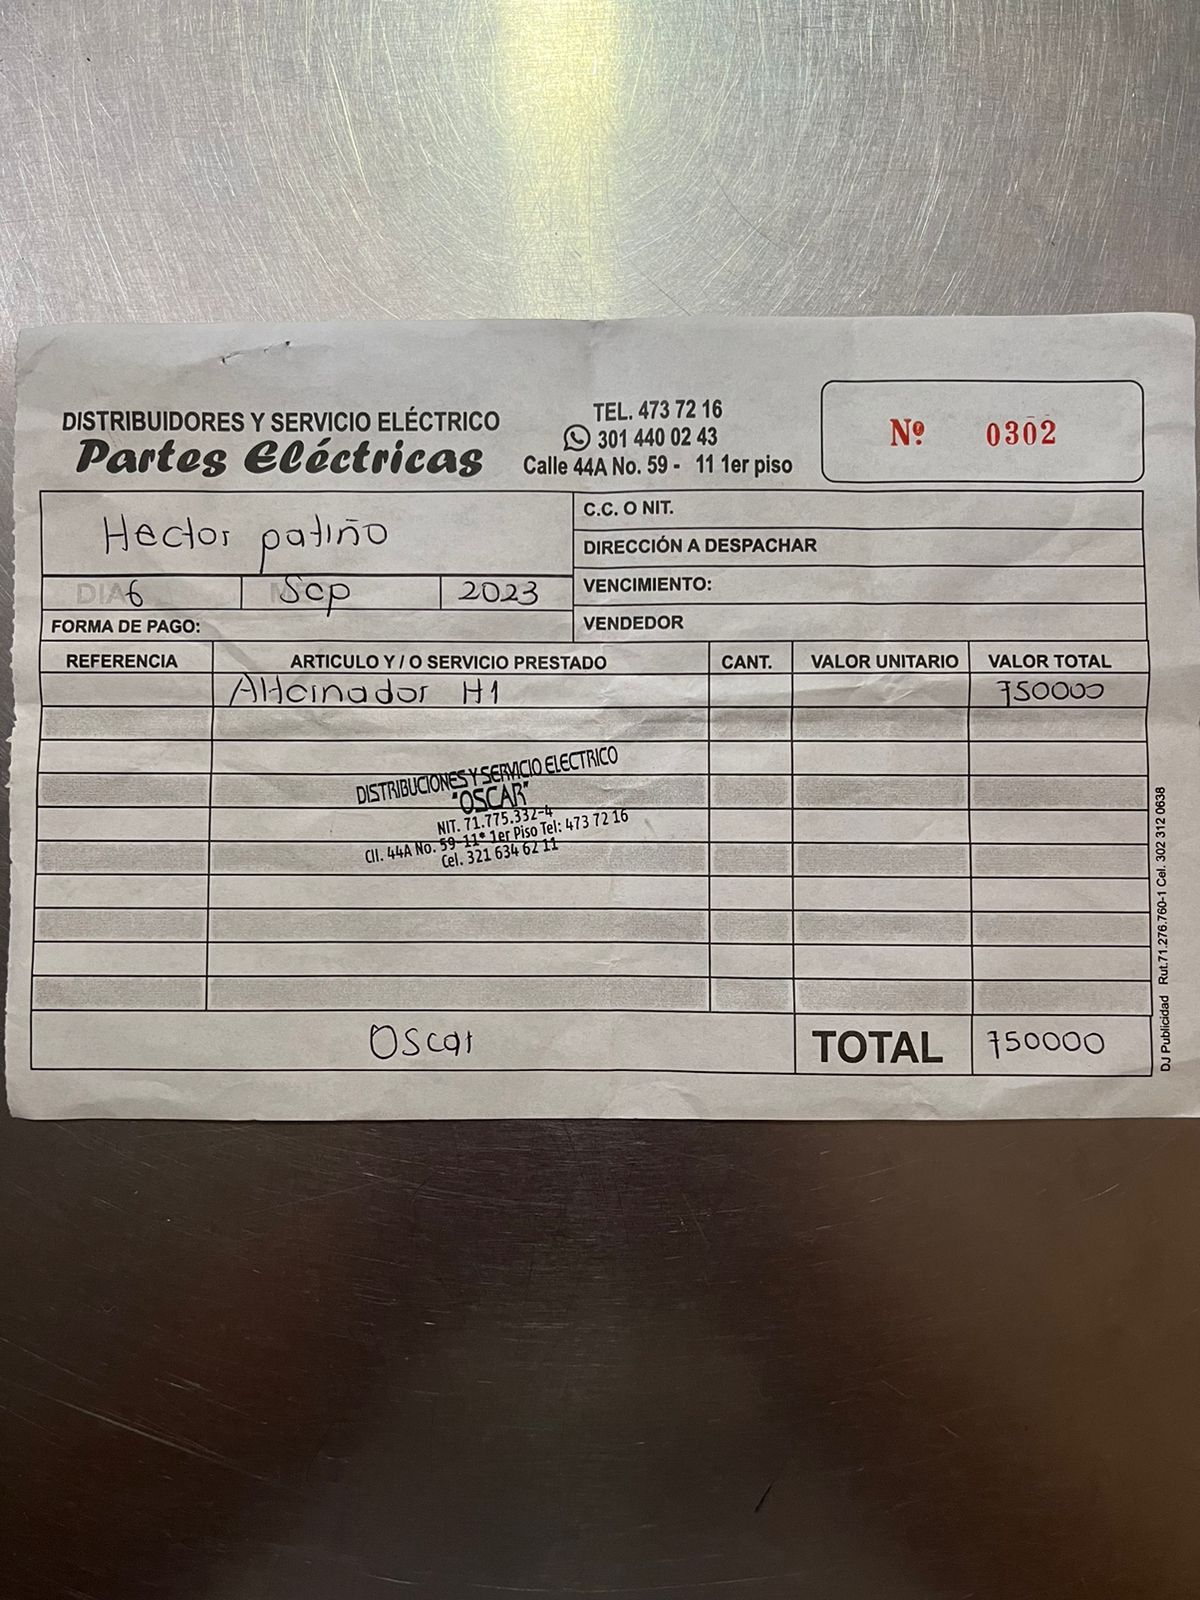 DISTRIBUIDORES Y SERVICIO ELÉCTRICO
Partes Eléctricas
TEL. 473 72 16
301 440 02 43
Calle 44A No. 59 - 11 1er piso
Nº 0302
Hector patiño
C.C. O NIT.
DIRECCIÓN A DESPACHAR
DIA 6 Sep 2023
VENCIMIENTO:
FORMA DE PAGO:
VENDEDOR
REFERENCIA ARTICULO Y / O SERVICIO PRESTADO CANT. VALOR UNITARIO VALOR TOTAL
Altcinador H1 750000
DISTRIBUCIONES Y SERVICIO ELECTRICO
"OSCAR"
NIT. 71.775.332-4
Cll. 44A No. 59-11* 1er Piso Tel: 473 72 16
Cel. 321 634 62 11
Oscar TOTAL 750000
DJ Publicidad Rut.71.276.760-1 Cel. 302 312 0638